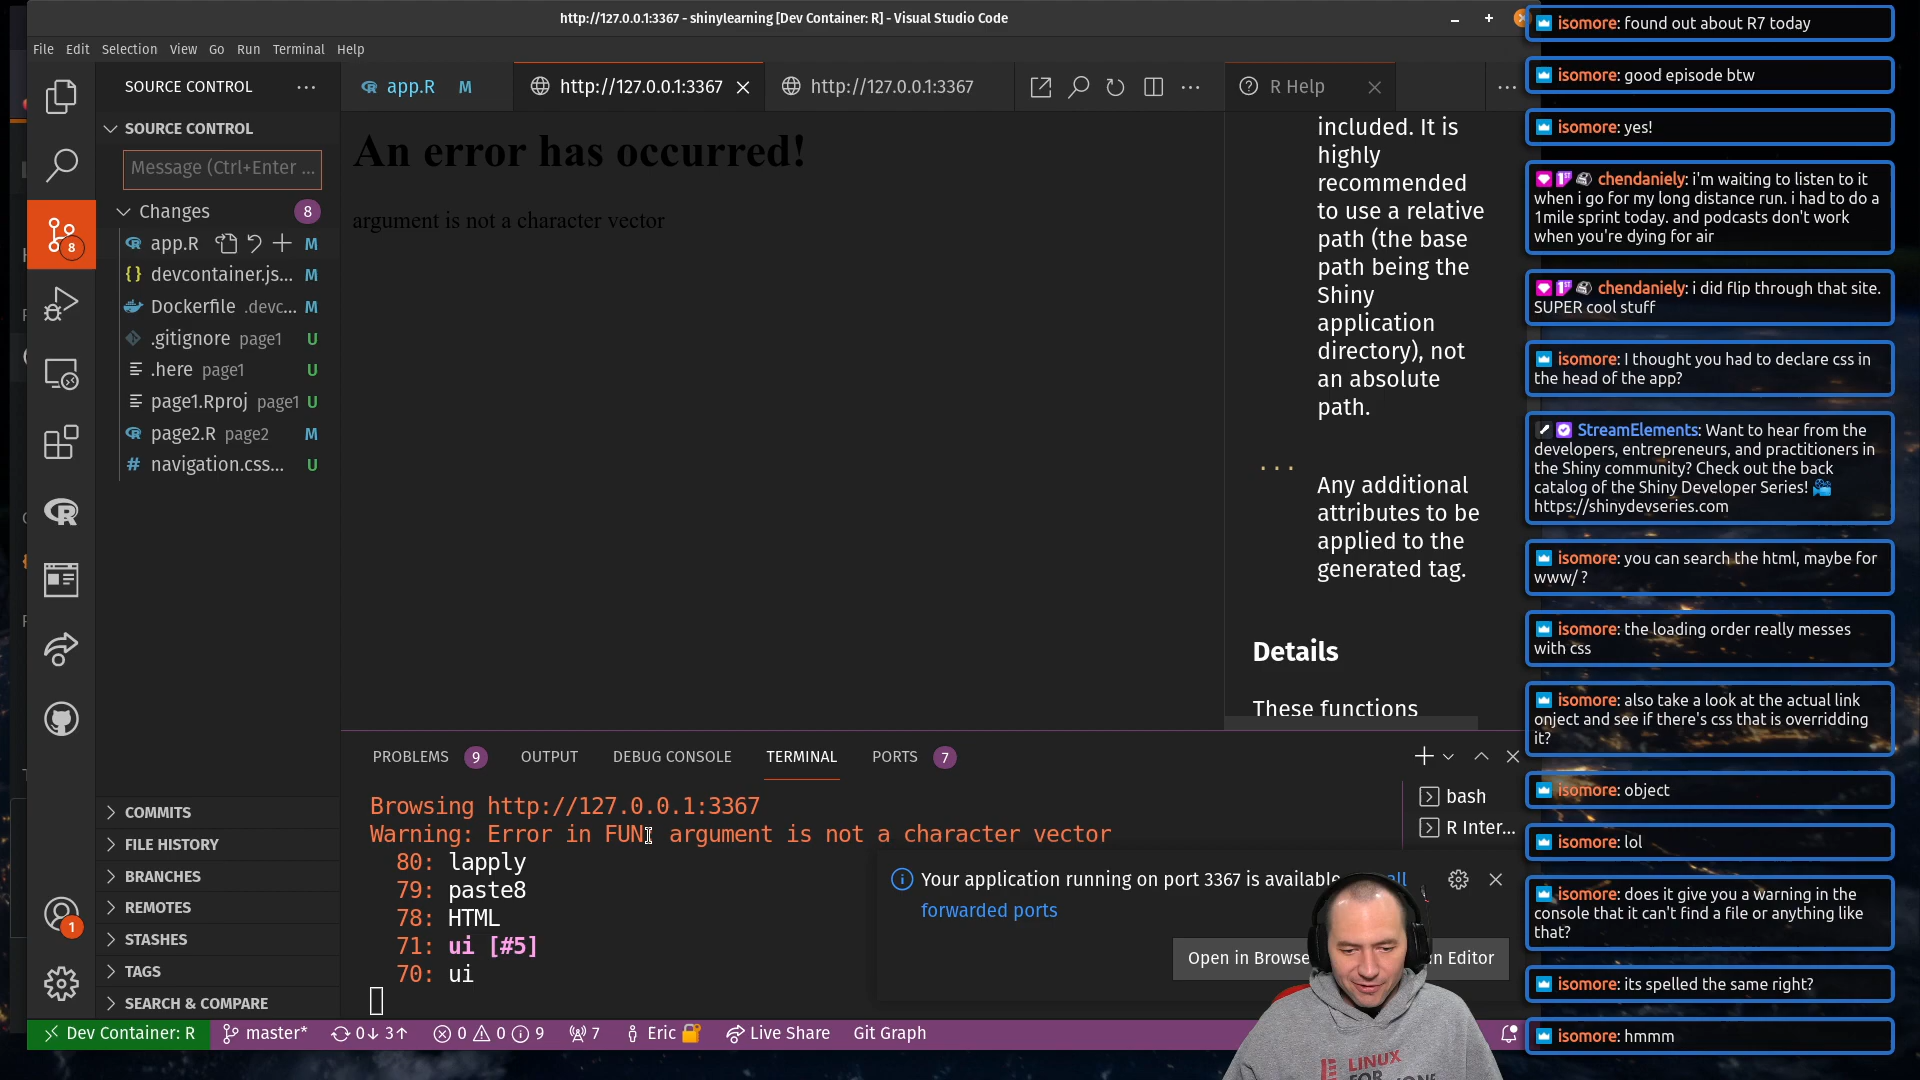 http://127.0.0.1:3367 - shinylearning [Dev Container: R] - Visual Studio Code
File Edit Selection View Go Run Terminal Help
SOURCE CONTROL
SOURCE CONTROL
Message (Ctrl+Enter ...
Changes 8
8
app.R M
devcontainer.js... M
Dockerfile .devc... M
.gitignore page1 U
.here page1 U
page1.Rproj page1 U
page2.R page2 M
navigation.css... U
COMMITS
FILE HISTORY
BRANCHES
REMOTES
STASHES
TAGS
SEARCH & COMPARE
1
app.R M
http://127.0.0.1:3367
http://127.0.0.1:3367
An error has occurred!
argument is not a character vector
R Help
included. It is
highly
recommended
to use a relative
path (the base
path being the
Shiny
application
directory), not
an absolute
path.
...
Any additional
attributes to be
applied to the
generated tag.
Details
These functions
PROBLEMS 9 OUTPUT DEBUG CONSOLE TERMINAL PORTS 7
Browsing http://127.0.0.1:3367
Warning: Error in FUN: argument is not a character vector
80: lapply
79: paste8
78: HTML
71: ui [#5]
70: ui
bash
R Inter...
Your application running on port 3367 is available. all
forwarded ports
Open in Browse n Editor
Dev Container: R master* 0↓ 3↑ 0 0 9 7 Eric Live Share Git Graph
LINUX
FOR
isomore: found out about R7 today
isomore: good episode btw
isomore: yes!
chendaniely: i'm waiting to listen to it
when i go for my long distance run. i had to do a
1mile sprint today. and podcasts don't work
when you're dying for air
chendaniely: i did flip through that site.
SUPER cool stuff
isomore: I thought you had to declare css in
the head of the app?
StreamElements: Want to hear from the
developers, entrepreneurs, and practitioners in
the Shiny community? Check out the back
catalog of the Shiny Developer Series!
https://shinydevseries.com
isomore: you can search the html, maybe for
www/ ?
isomore: the loading order really messes
with css
isomore: also take a look at the actual link
onject and see if there's css that is overridding
it?
isomore: object
isomore: lol
isomore: does it give you a warning in the
console that it can't find a file or anything like
that?
isomore: its spelled the same right?
isomore: hmmm